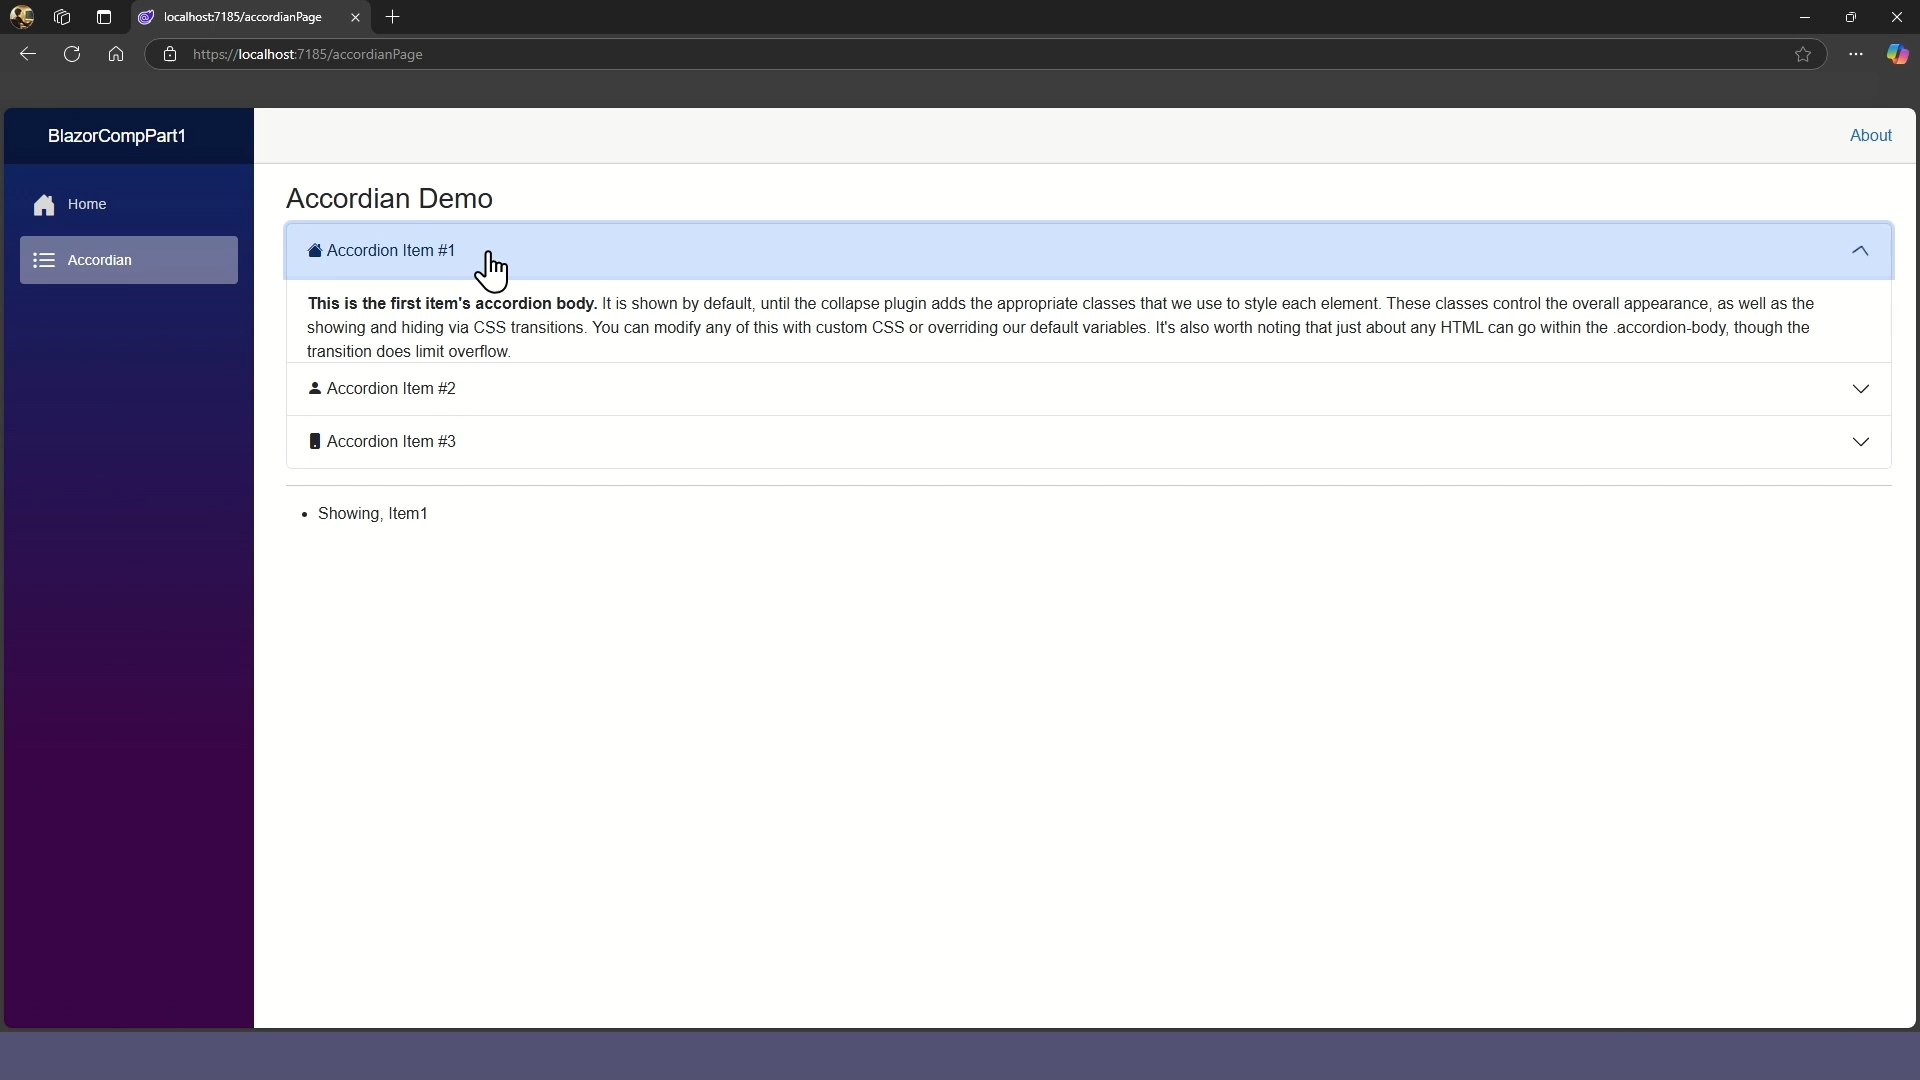 localhost:7185/accordianPage
https://localhost:7185/accordianPage
BlazorCompPart1
About
Home
Accordian
Accordian Demo
Accordion Item #1
This is the first item's accordion body. It is shown by default, until the collapse plugin adds the appropriate classes that we use to style each element. These classes control the overall appearance, as well as the
showing and hiding via CSS transitions. You can modify any of this with custom CSS or overriding our default variables. It's also worth noting that just about any HTML can go within the .accordion-body, though the
transition does limit overflow.
Accordion Item #2
Accordion Item #3
• Showing, Item1